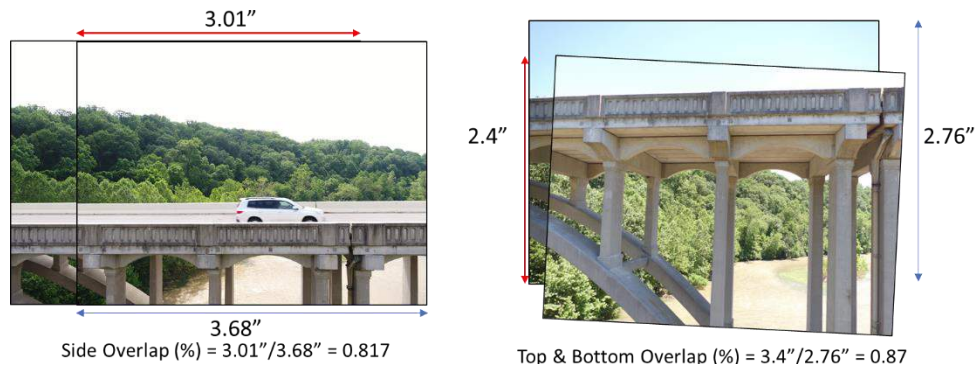 3.01”
3.68”
Side Overlap (%) = 3.01”/3.68” = 0.817
2.4”
2.76”
Top & Bottom Overlap (%) = 3.4”/2.76” = 0.87